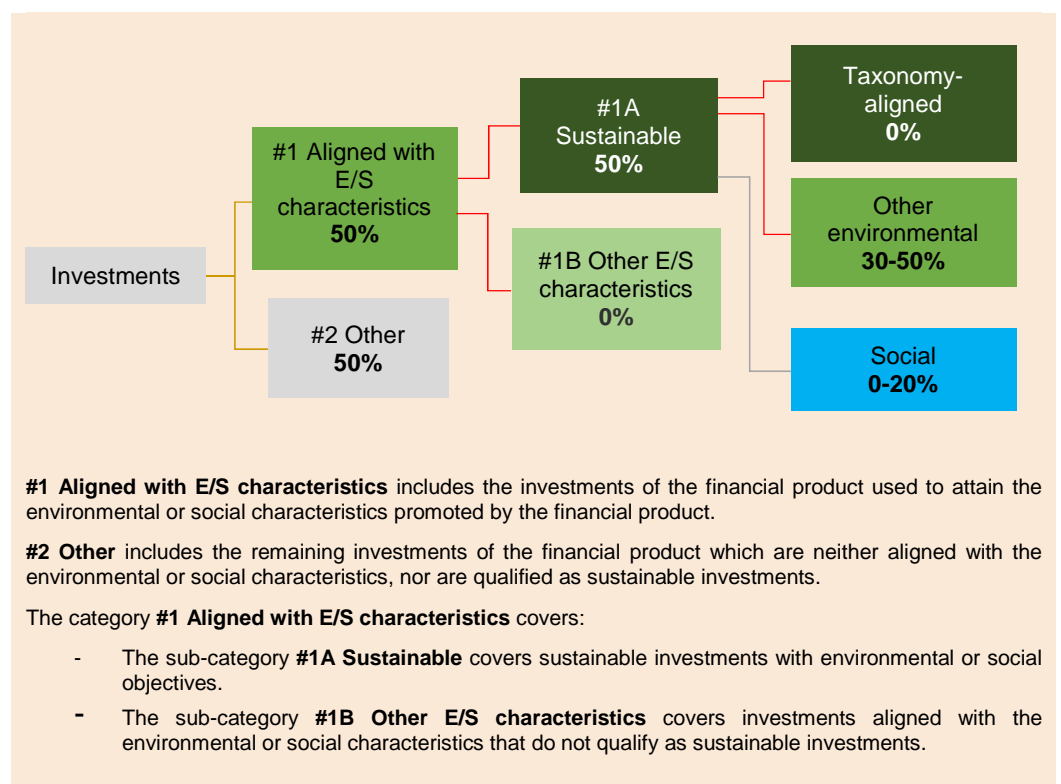 Investments
#1 Aligned with
E/S
characteristics
50%
#2 Other
50%
#1A
Sustainable
50%
#1B Other E/S
characteristics
0%
Taxonomy-
aligned
0%
Other
environmental
30-50%
Social
0-20%
#1 Aligned with E/S characteristics includes the investments of the financial product used to attain the
environmental or social characteristics promoted by the financial product.
#2 Other includes the remaining investments of the financial product which are neither aligned with the
environmental or social characteristics, nor are qualified as sustainable investments.
The category #1 Aligned with E/S characteristics covers:
- The sub-category #1A Sustainable covers sustainable investments with environmental or social
objectives.
- The sub-category #1B Other E/S characteristics covers investments aligned with the
environmental or social characteristics that do not qualify as sustainable investments.